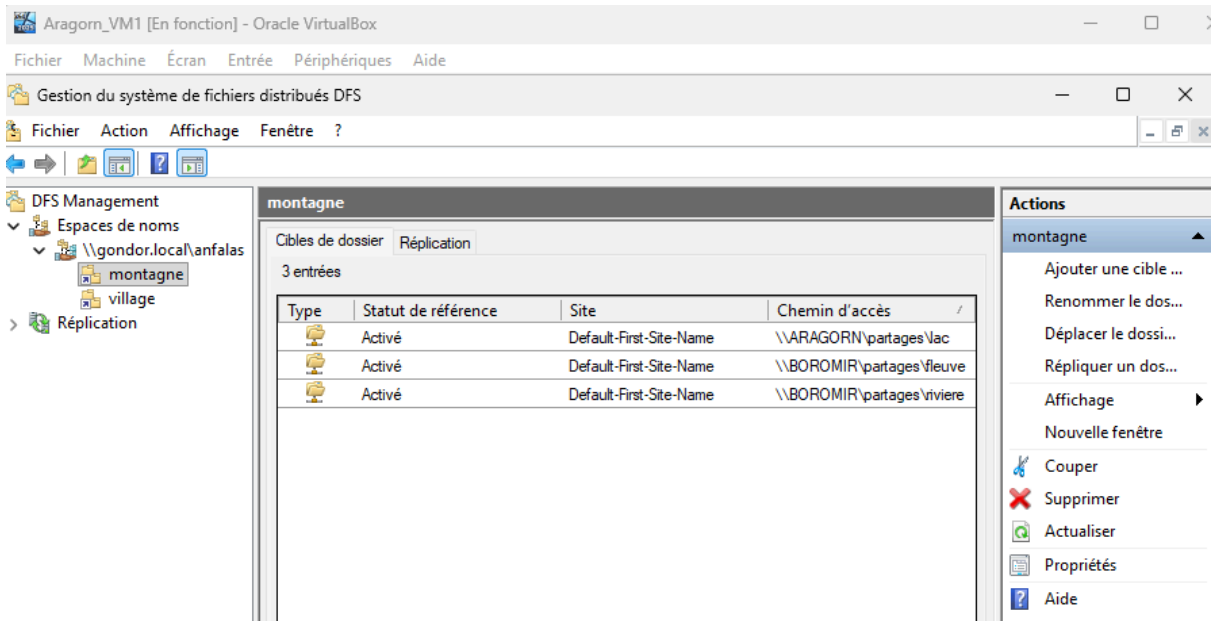 Aragorn_VM1 [En fonction] - Oracle VirtualBox
Fichier Machine Écran Entrée Périphériques Aide
Gestion du système de fichiers distribués DFS
Fichier Action Affichage Fenêtre ?
DFS Management
Espaces de noms
\\gondor.local\anfalas
montagne
village
Réplication
montagne
Cibles de dossier Réplication
3 entrées
Type Statut de référence Site Chemin d'accès
Activé Default-First-Site-Name \\ARAGORN\partages\lac
Activé Default-First-Site-Name \\BOROMIR\partages\fleuve
Activé Default-First-Site-Name \\BOROMIR\partages\riviere
Actions
montagne
Ajouter une cible ...
Renommer le dos...
Déplacer le dossi...
Répliquer un dos...
Affichage
Nouvelle fenêtre
Couper
Supprimer
Actualiser
Propriétés
Aide